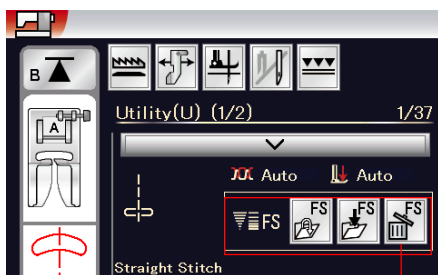 B
A
Utility(U) (1/2) 1/37
Auto Auto
FS FS FS FS
Straight Stitch